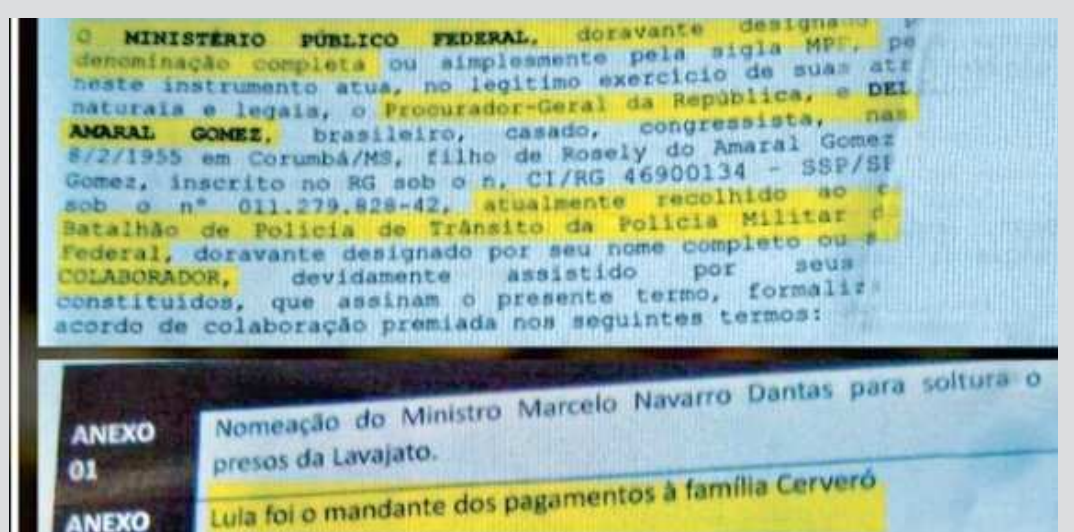 O MINISTÉRIO PÚBLICO FEDERAL, doravante designado
denominação completa ou simplesmente pela sigla MPF,
neste instrumento atua, no legítimo exercício de suas
naturais e legais, o Procurador-Geral da República, e
AMARAL GOMEZ, brasileiro, casado, congressista,
8/2/1955 em Corumbá/MS, filho de Rosely do Amaral Gomez
Gomez, inscrito no RG sob o n. CI/RG 46900134 -
sob o nº 011.279.828-42, atualmente recolhido ao
Batalhão de Polícia de Trânsito da Polícia Militar
Federal, doravante designado por seu nome completo ou
COLABORADOR, devidamente assistido por seus
constituídos, que assinam o presente termo,
acordo de colaboração premiada nos seguintes termos:
ANEXO 01
Nomeação do Ministro Marcelo Navarro Dantas para soltura
presos da Lavajato.
ANEXO
Lula foi o mandante dos pagamentos à família Cerveró